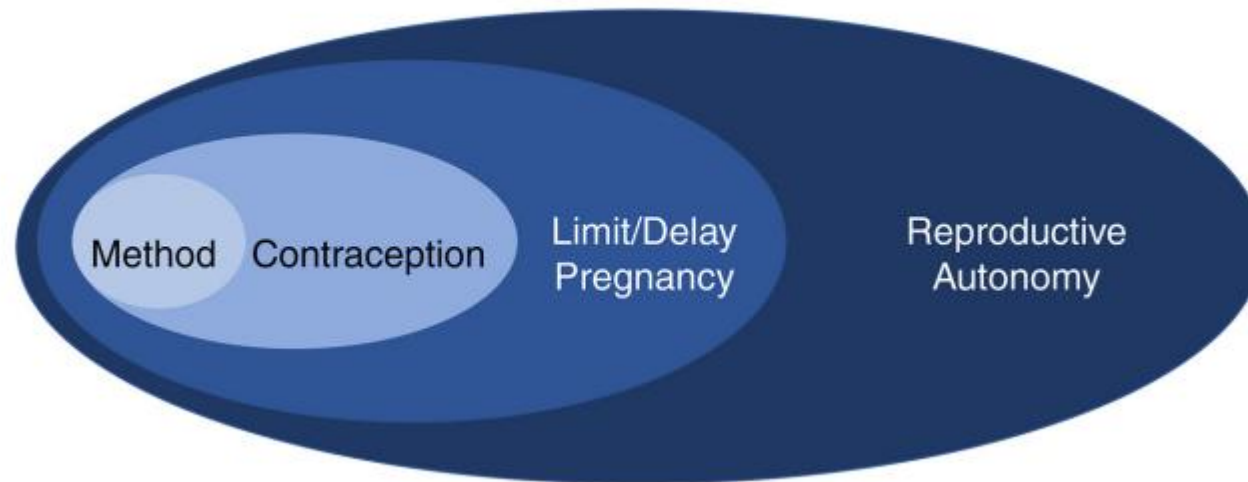 Method
Contraception
Limit/Delay
Pregnancy
Reproductive
Autonomy